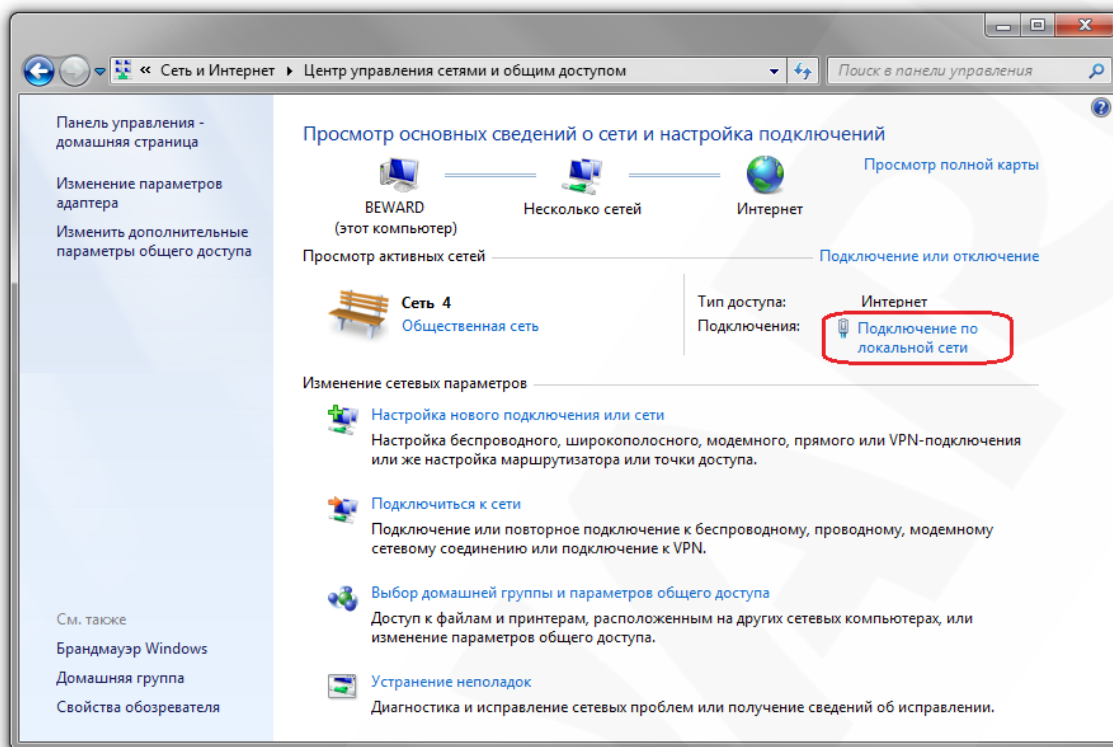 « Сеть и Интернет ▸ Центр управления сетями и общим доступом
Поиск в панели управления
Панель управления -
домашняя страница
Изменение параметров
адаптера
Изменить дополнительные
параметры общего доступа
Просмотр основных сведений о сети и настройка подключений
Просмотр полной карты
BEWARD
(этот компьютер)
Несколько сетей
Интернет
Просмотр активных сетей
Подключение или отключение
Сеть 4
Общественная сеть
Тип доступа: Интернет
Подключения: Подключение по
локальной сети
Изменение сетевых параметров
Настройка нового подключения или сети
Настройка беспроводного, широкополосного, модемного, прямого или VPN-подключения
или же настройка маршрутизатора или точки доступа.
Подключиться к сети
Подключение или повторное подключение к беспроводному, проводному, модемному
сетевому соединению или подключение к VPN.
Выбор домашней группы и параметров общего доступа
Доступ к файлам и принтерам, расположенным на других сетевых компьютерах, или
изменение параметров общего доступа.
Устранение неполадок
Диагностика и исправление сетевых проблем или получение сведений об исправлении.
См. также
Брандмауэр Windows
Домашняя группа
Свойства обозревателя